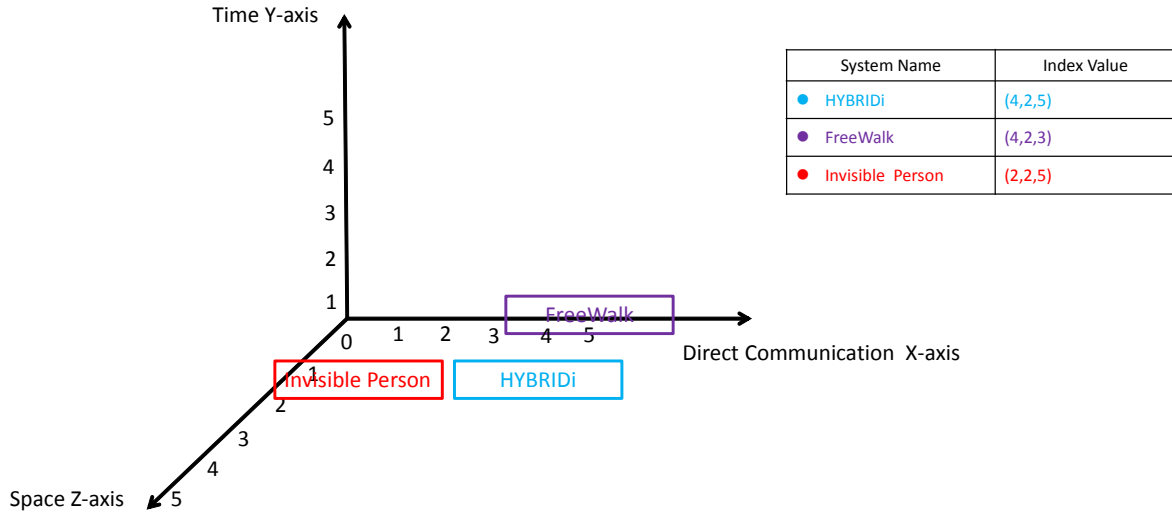 Time Y-axis
System Name Index Value
● HYBRIDi (4,2,5)
● FreeWalk (4,2,3)
● Invisible Person (2,2,5)
5
4
3
2
1
FreeWalk
0 1 2 3 4 5
Direct Communication X-axis
Invisible Person HYBRIDi
1
2
3
4
5
Space Z-axis